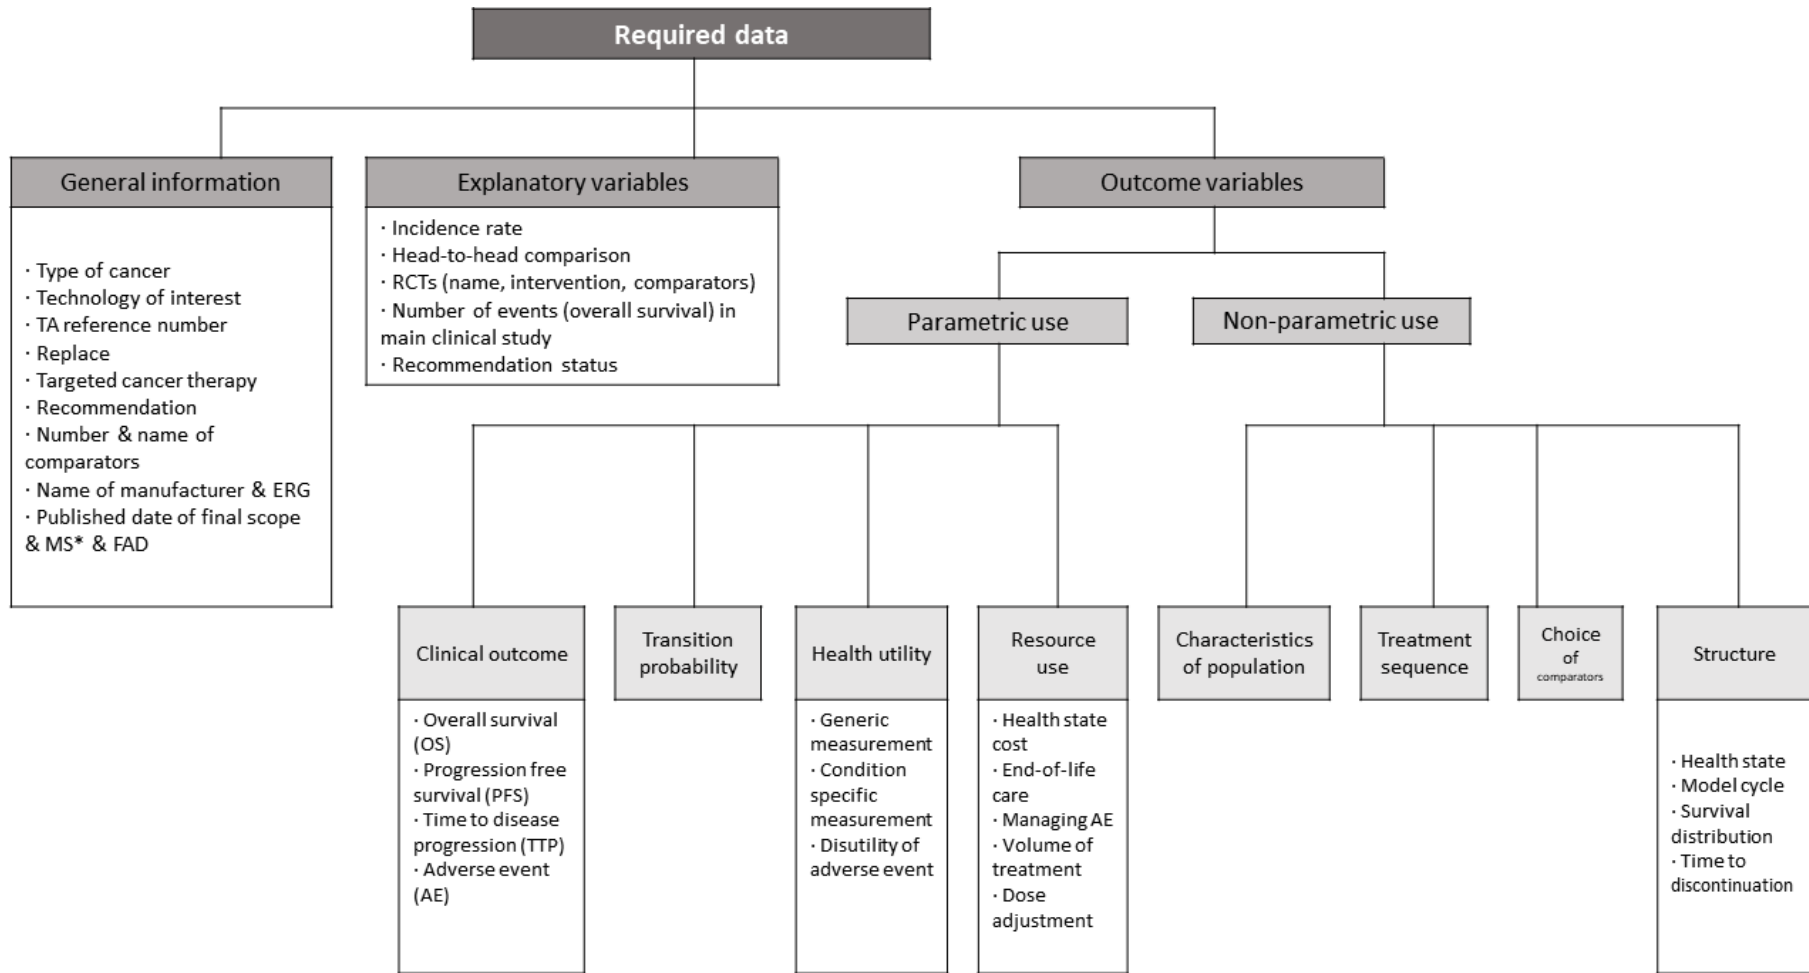 Required data
General information
· Type of cancer
· Technology of interest
· TA reference number
· Replace
· Targeted cancer therapy
· Recommendation
· Number & name of
comparators
· Name of manufacturer & ERG
· Published date of final scope
& MS* & FAD
Explanatory variables
· Incidence rate
· Head-to-head comparison
· RCTs (name, intervention, comparators)
· Number of events (overall survival) in
main clinical study
· Recommendation status
Outcome variables
Parametric use
Non-parametric use
Clinical outcome
· Overall survival
(OS)
· Progression free
survival (PFS)
· Time to disease
progression (TTP)
· Adverse event
(AE)
Transition
probability
Health utility
· Generic
measurement
· Condition
specific
measurement
· Disutility of
adverse event
Resource
use
· Health state
cost
· End-of-life
care
· Managing AE
· Volume of
treatment
· Dose
adjustment
Characteristics
of population
Treatment
sequence
Choice
of
comparators
Structure
· Health state
· Model cycle
· Survival
distribution
· Time to
discontinuation